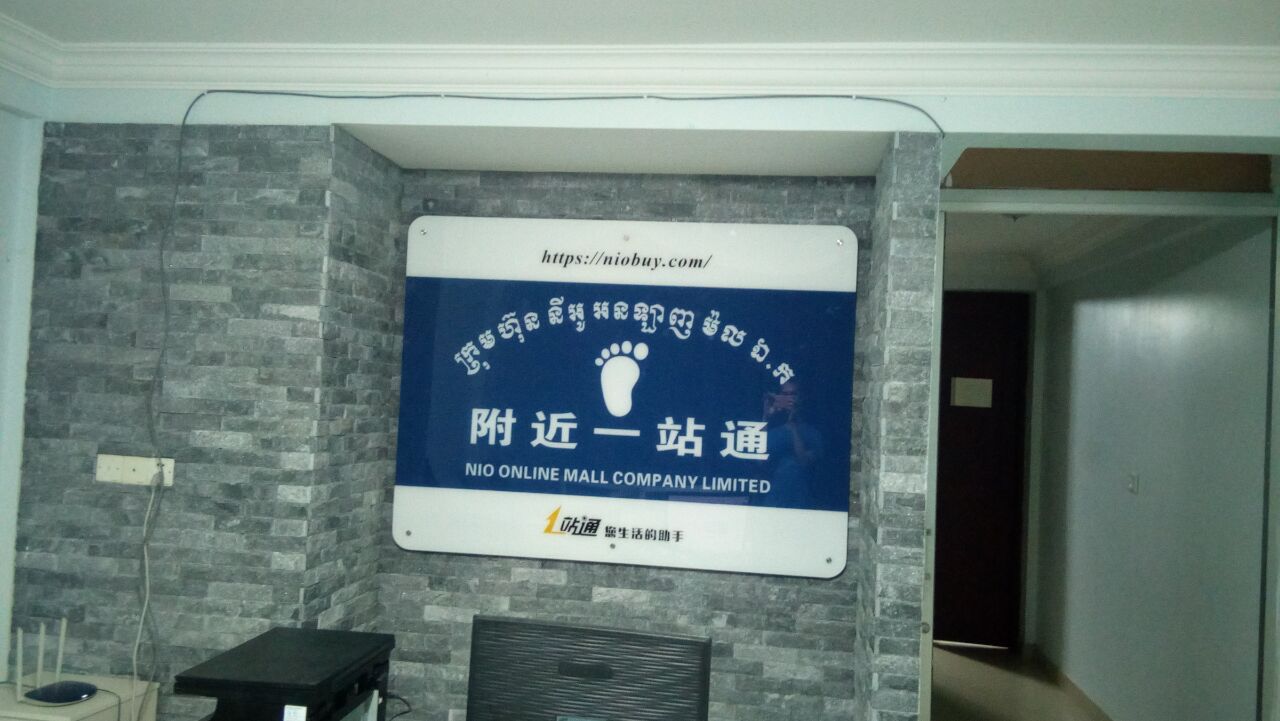 https://niobuy.com/
ក្រុមហ៊ុន នីអូ អនឡាញ ម៉ល ឯ.ក
附近一站通
NIO ONLINE MALL COMPANY LIMITED
1站通 您生活的助手